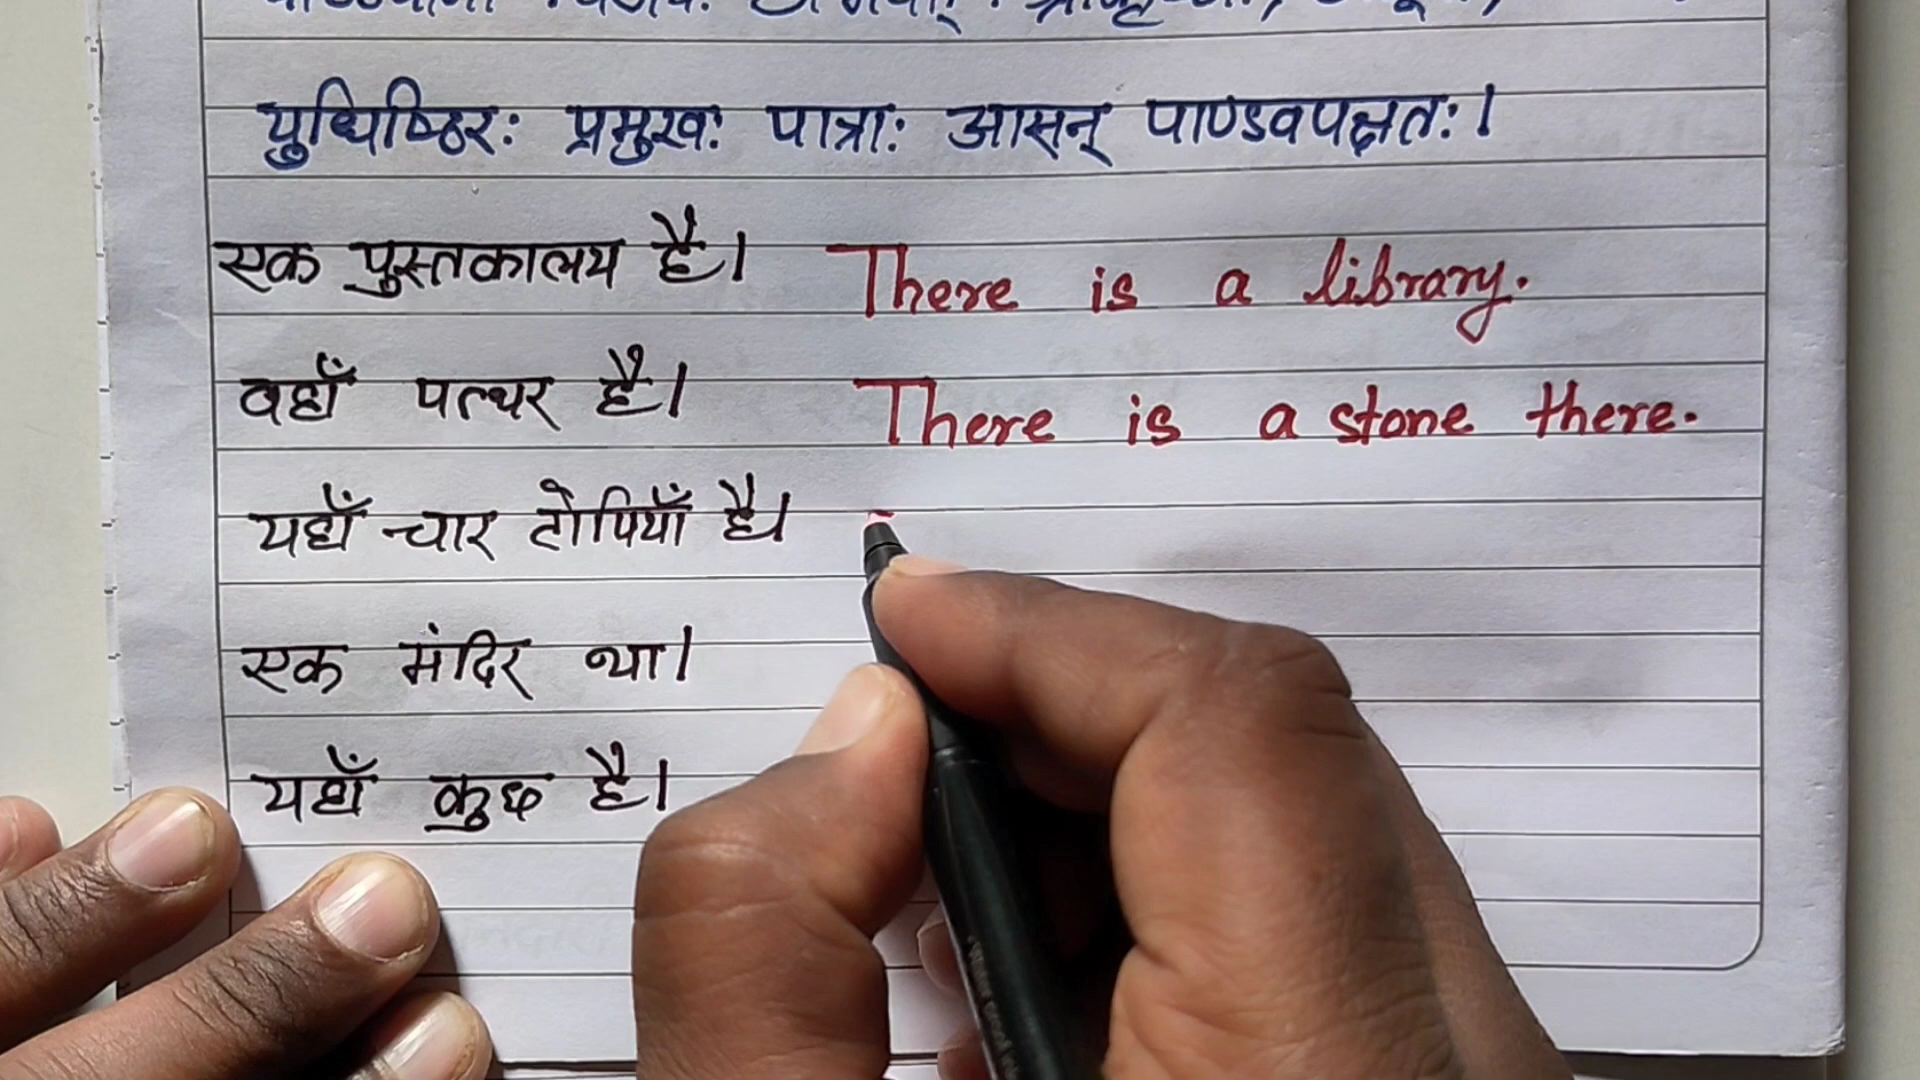 युधिष्ठिरः प्रमुखः पात्राः आसन् पाण्डवपक्षतः।
एक पुस्तकालय है। There is a library.
वहाँ पत्थर है। There is a stone there.
यहाँ चार टोपियाँ है।
एक मंदिर था।
यहाँ कुछ है।